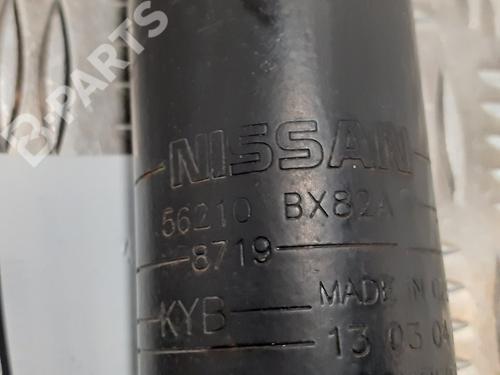 B-PARTS
NISSAN
56210 BX82A
8719
KYB MADE IN
13 03 04